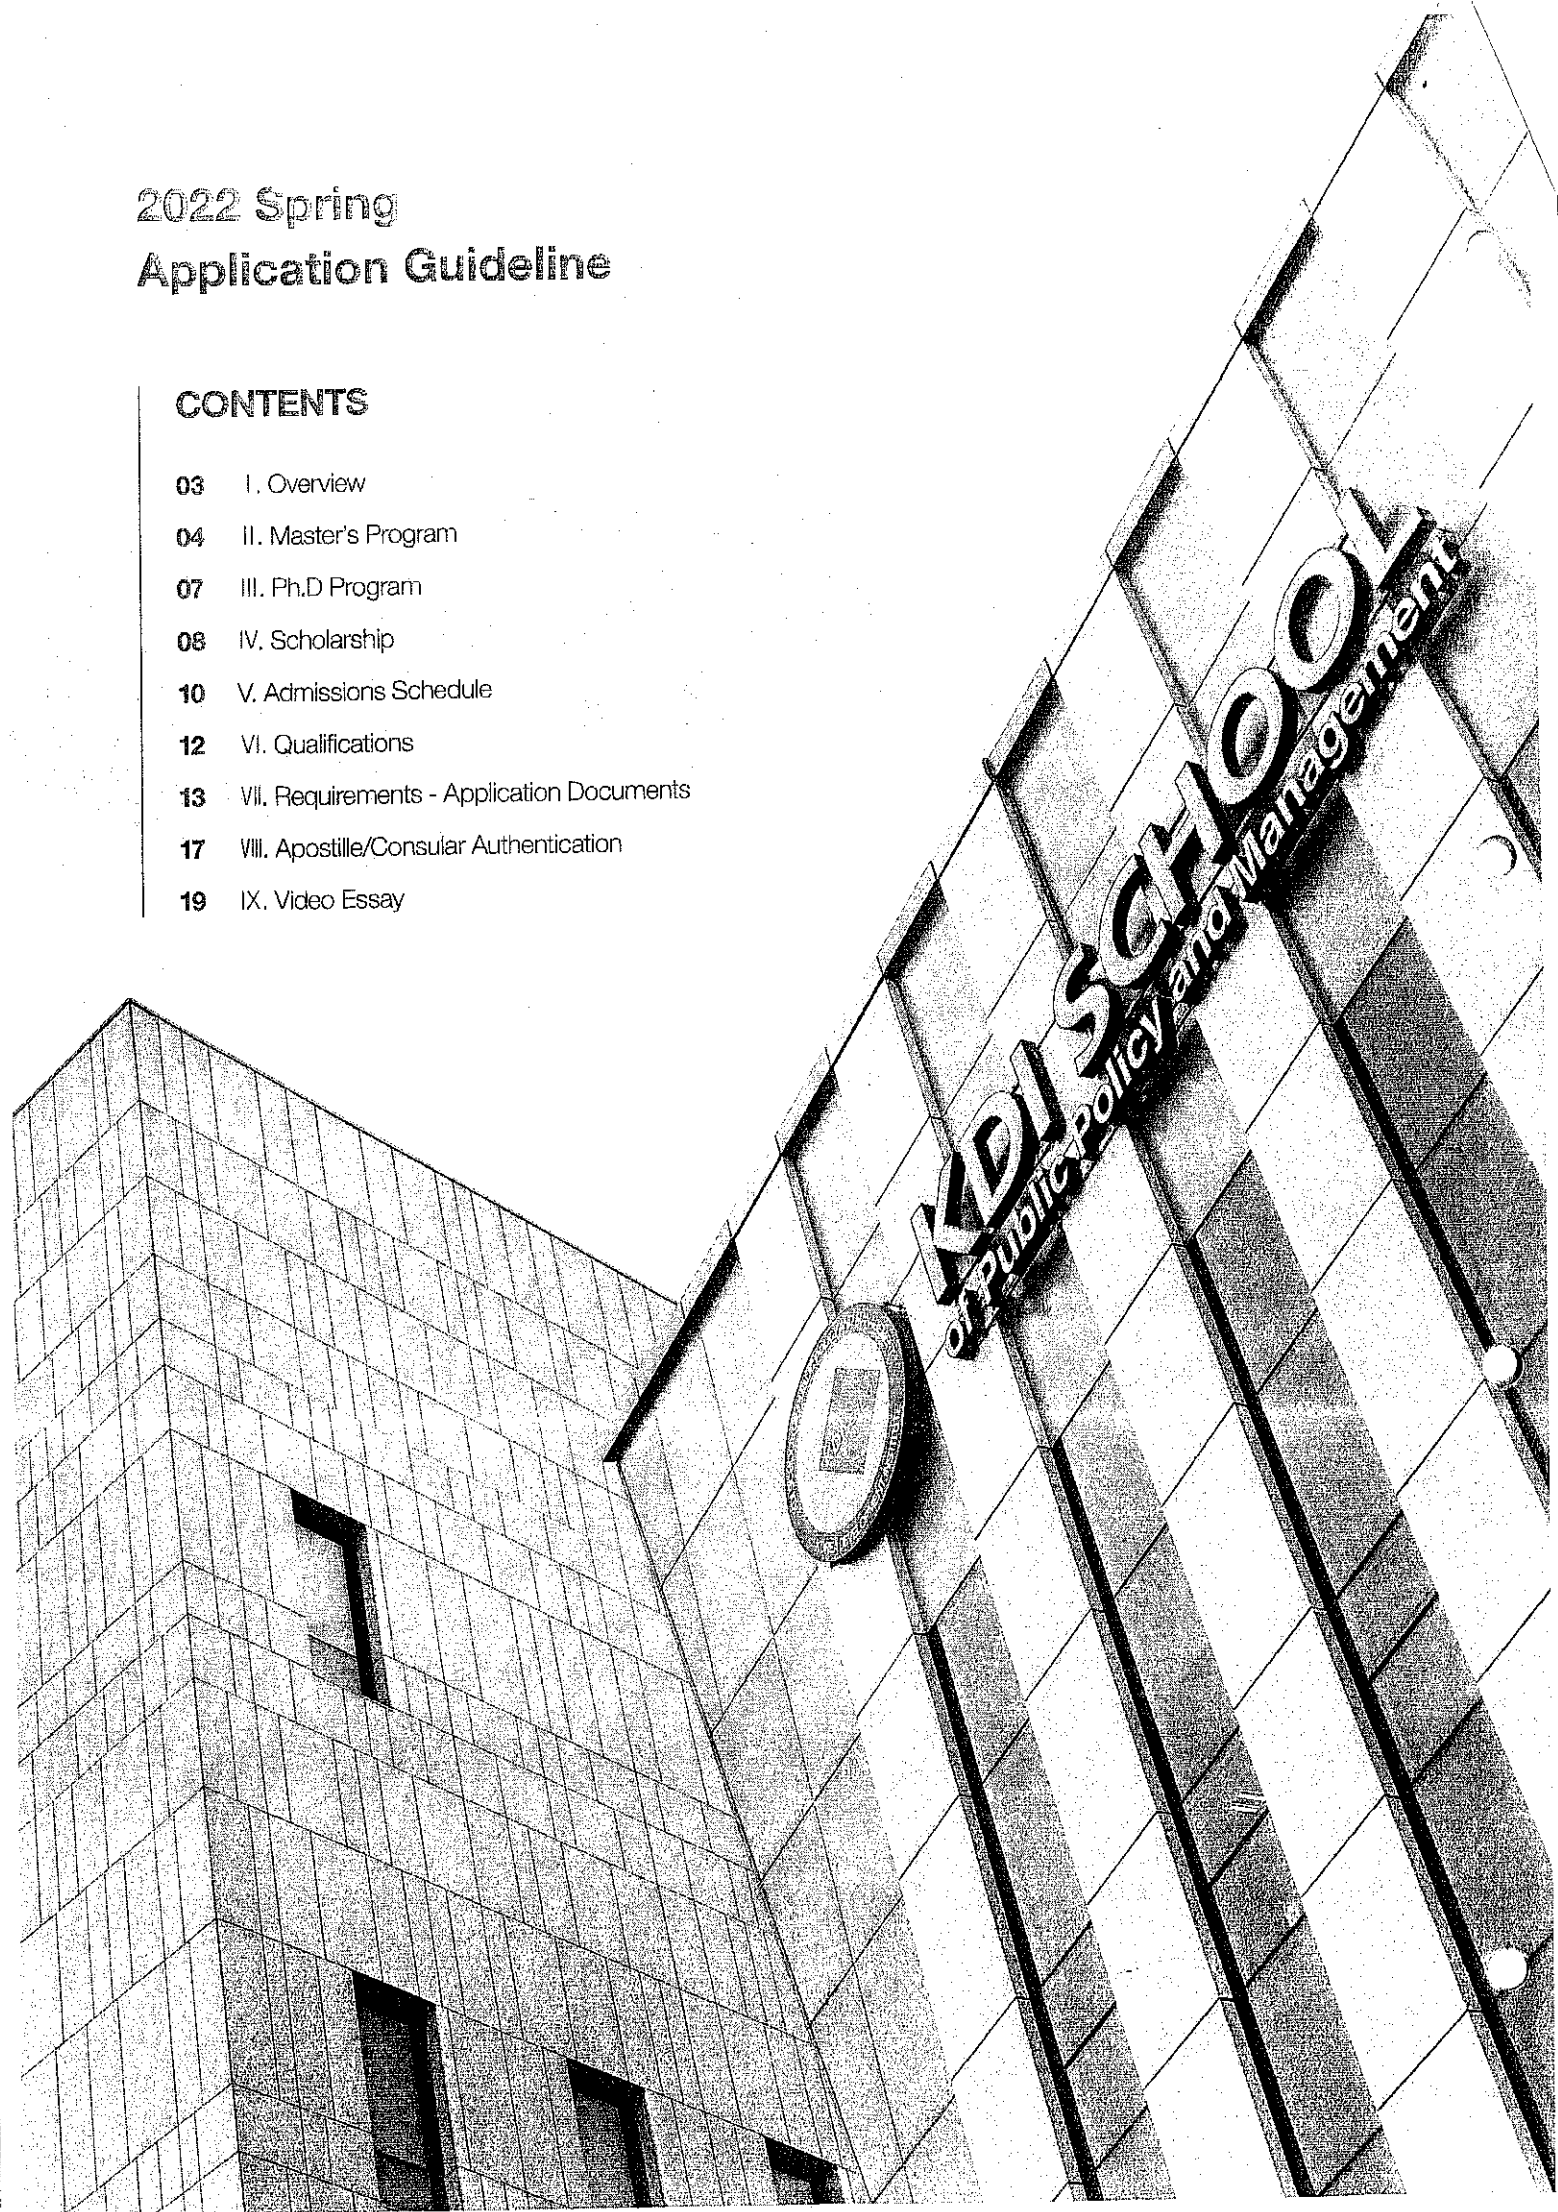 2022 Spring
Application Guideline
CONTENTS
03 I. Overview
04 II. Master's Program
07 III. Ph.D Program
08 IV. Scholarship
10 V. Admissions Schedule
12 VI. Qualifications
13 VII. Requirements - Application Documents
17 VIII. Apostille/Consular Authentication
19 IX. Video Essay
KDI SCHOOL
of Public Policy and Management